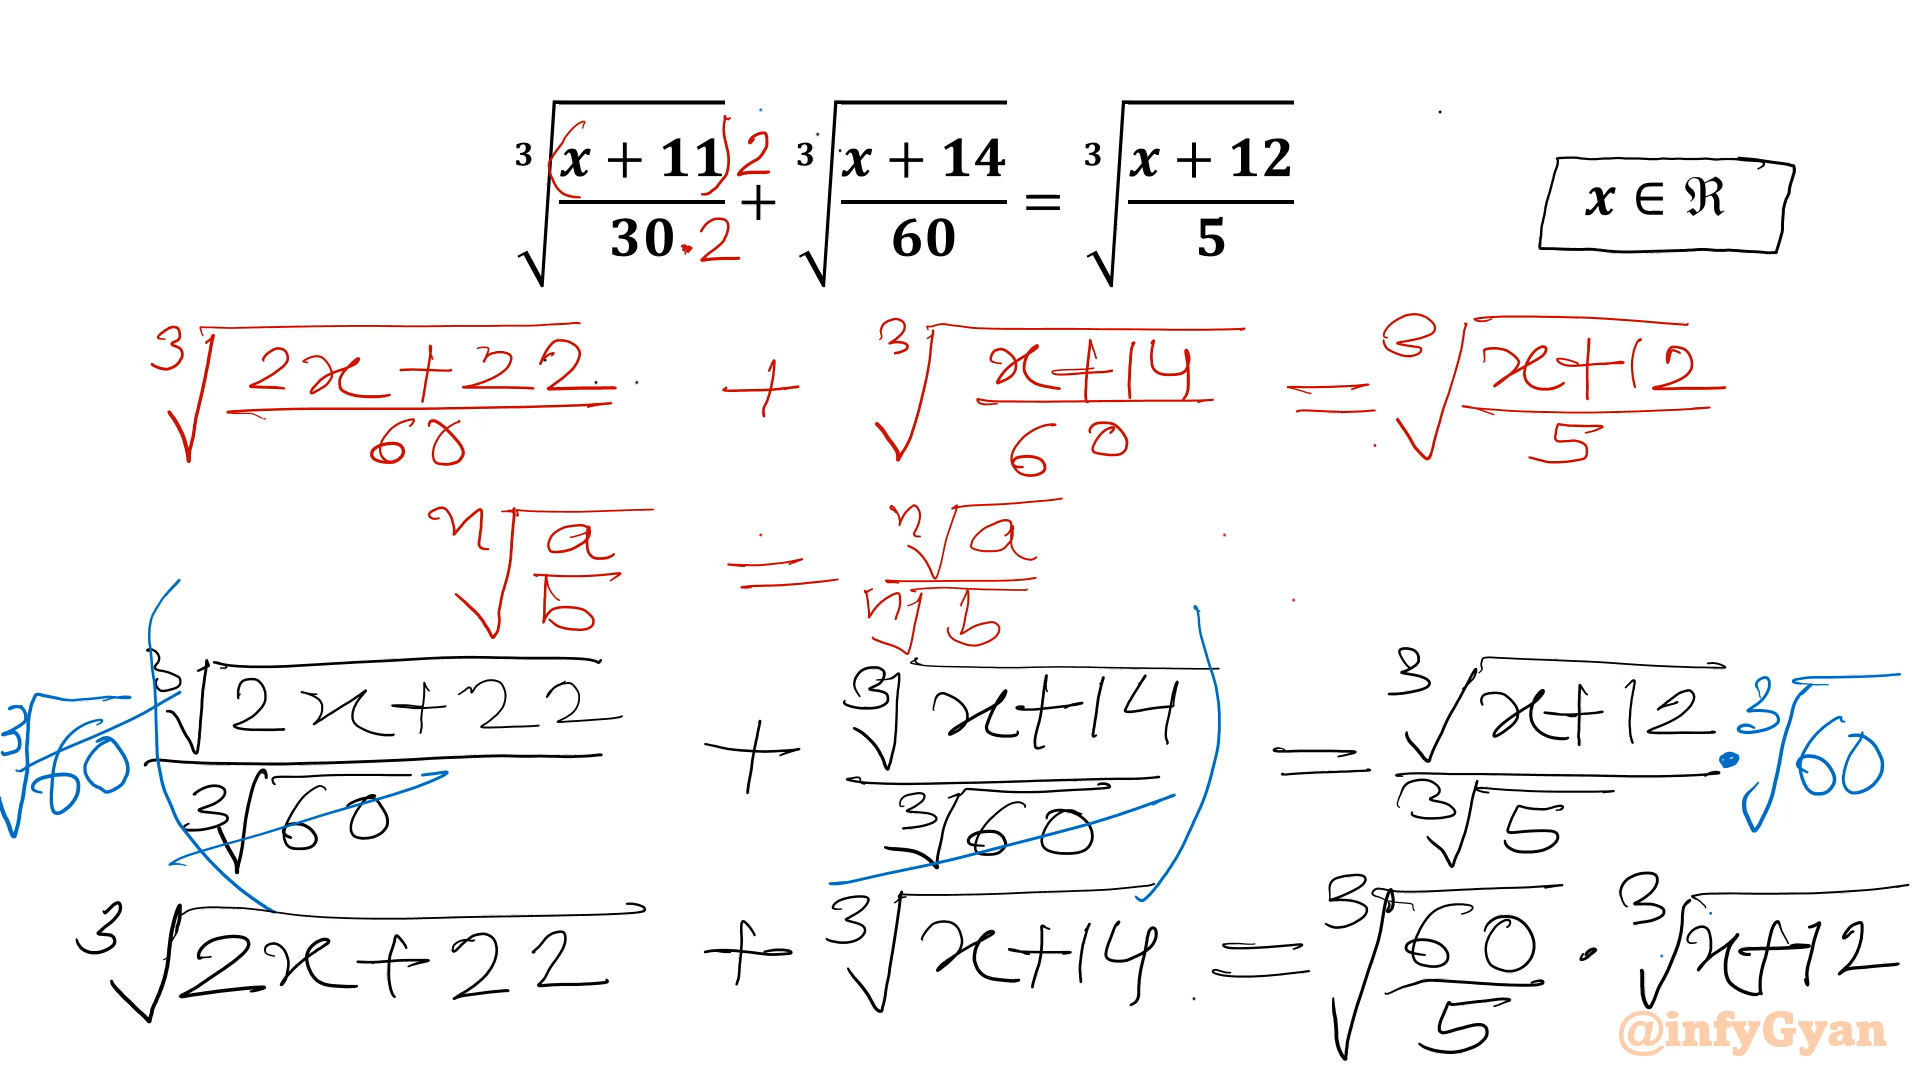 ∛((x + 11)2 / 30·2) + ∛(x + 14 / 60) = ∛(x + 12 / 5)
x ∈ ℜ
∛(2x+22 / 60) + ∛(x+14 / 60) = ∛(x+12 / 5)
ⁿ√(a / b) = ⁿ√a / ⁿ√b
∛60 (∛2x+22 / ∛60 + ∛x+14 / ∛60) = ∛x+12 / ∛5 · ∛60
∛2x+22 + ∛x+14 = ∛(60 / 5) · ∛x+12
@infyGyan